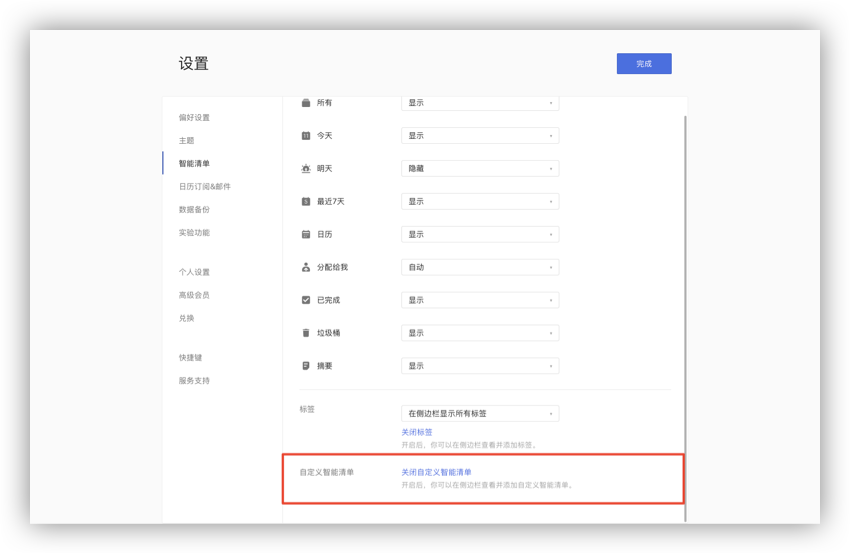 设置
完成
偏好设置
主题
智能清单
日历订阅&邮件
数据备份
实验功能
个人设置
高级会员
兑换
快捷键
服务支持
所有 显示
今天 显示
明天 隐藏
最近7天 显示
日历 显示
分配给我 自动
已完成 显示
垃圾桶 显示
摘要 显示
标签 在侧边栏显示所有标签
关闭标签
开启后，你可以在侧边栏查看并添加标签。
自定义智能清单 关闭自定义智能清单
开启后，你可以在侧边栏查看并添加自定义智能清单。